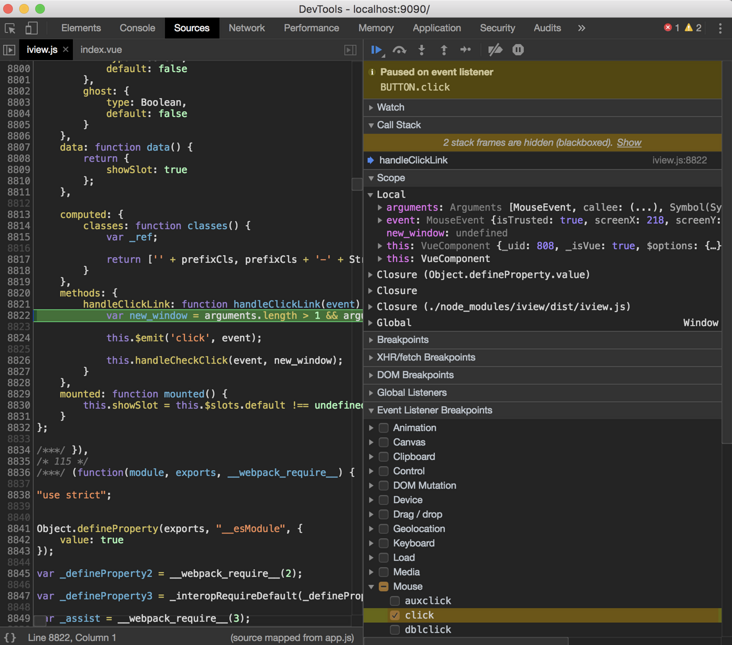 DevTools - localhost:9090/
Elements Console Sources Network Performance Memory Application Security Audits » 1 2
iview.js × index.vue
8800 default: false
8801 },
8802 ghost: {
8803 type: Boolean,
8804 default: false
8805 }
8806 },
8807 data: function data() {
8808 return {
8809 showSlot: true
8810 };
8811 },
8812
8813 computed: {
8814 classes: function classes() {
8815 var _ref;
8816
8817 return ['' + prefixCls, prefixCls + '-' + Str
8818 }
8819 },
8820 methods: {
8821 handleClickLink: function handleClickLink(event)
8822 var new_window = arguments.length > 1 && arg
8823
8824 this.$emit('click', event);
8825
8826 this.handleCheckClick(event, new_window);
8827 }
8828 },
8829 mounted: function mounted() {
8830 this.showSlot = this.$slots.default !== undefined
8831 }
8832 };
8833
8834 /***/ }),
8835 /* 115 */
8836 /***/ (function(module, exports, __webpack_require__) {
8837
8838 "use strict";
8839
8840
8841 Object.defineProperty(exports, "__esModule", {
8842 value: true
8843 });
8844
8845 var _defineProperty2 = __webpack_require__(2);
8846
8847 var _defineProperty3 = _interopRequireDefault(_defineProp
8848
8849 var _assist = __webpack_require__(3);
{} Line 8822, Column 1 (source mapped from app.js)
Paused on event listener
BUTTON.click
Watch
Call Stack
2 stack frames are hidden (blackboxed). Show
handleClickLink iview.js:8822
Scope
Local
arguments: Arguments [MouseEvent, callee: (...), Symbol(Sy
event: MouseEvent {isTrusted: true, screenX: 218, screenY:
new_window: undefined
this: VueComponent {_uid: 808, _isVue: true, $options: {…}
this: VueComponent
Closure (Object.defineProperty.value)
Closure
Closure (./node_modules/iview/dist/iview.js)
Global Window
Breakpoints
XHR/fetch Breakpoints
DOM Breakpoints
Global Listeners
Event Listener Breakpoints
Animation
Canvas
Clipboard
Control
DOM Mutation
Device
Drag / drop
Geolocation
Keyboard
Load
Media
Mouse
auxclick
click
dblclick